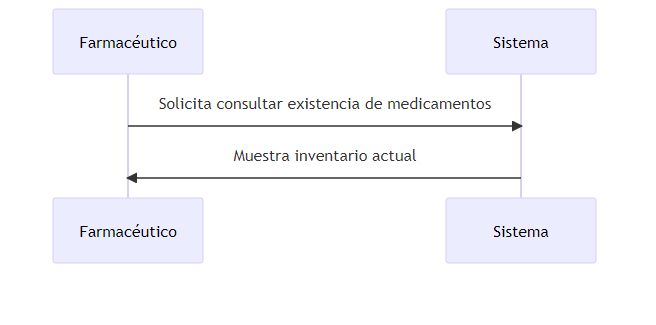 Farmacéutico
Sistema
Solicita consultar existencia de medicamentos
Muestra inventario actual
Farmacéutico
Sistema